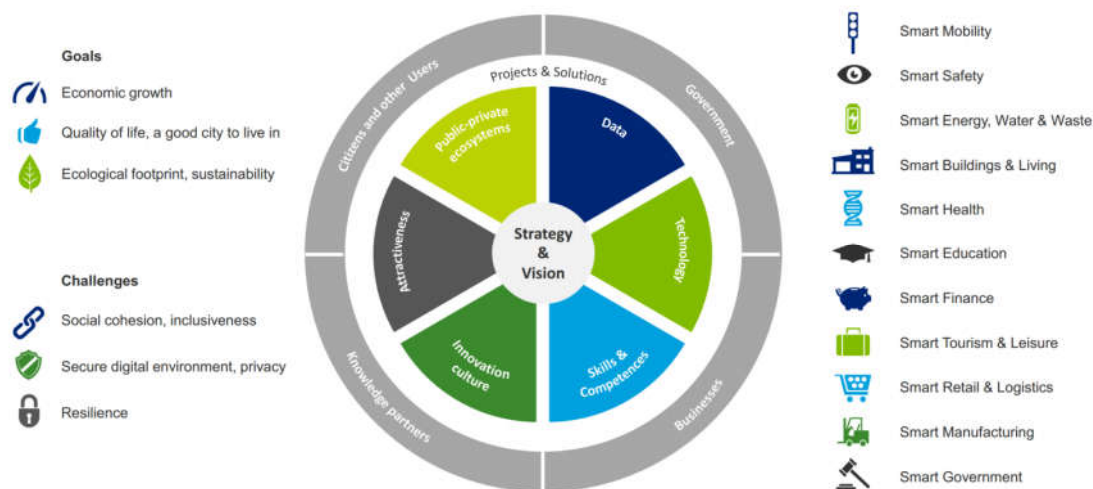 Goals
Economic growth
Quality of life, a good city to live in
Ecological footprint, sustainability
Challenges
Social cohesion, inclusiveness
Secure digital environment, privacy
Resilience
Citizens and other Users
Government
Businesses
Knowledge partners
Projects & Solutions
Public-private
ecosystems
Data
Technology
Skills &
Competences
Innovation
culture
Attractiveness
Strategy
&
Vision
Smart Mobility
Smart Safety
Smart Energy, Water & Waste
Smart Buildings & Living
Smart Health
Smart Education
Smart Finance
Smart Tourism & Leisure
Smart Retail & Logistics
Smart Manufacturing
Smart Government